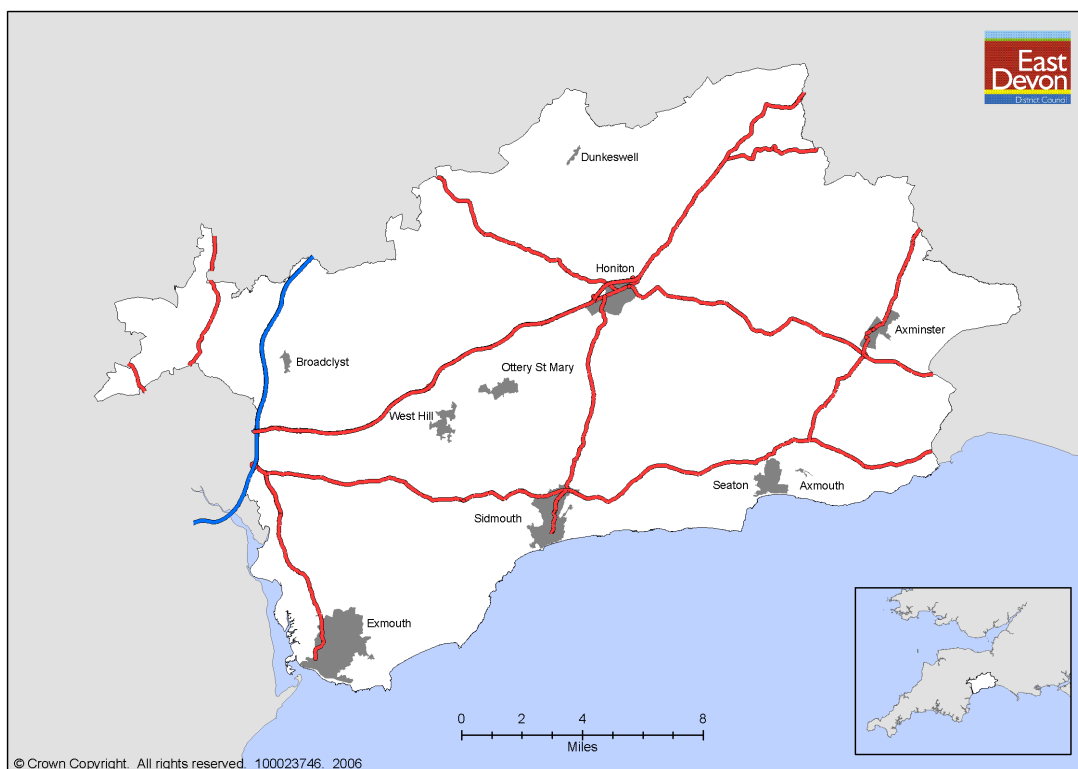 East
Devon
District Council
Dunkeswell
Honiton
Axminster
Broadclyst
Ottery St Mary
West Hill
Seaton
Axmouth
Sidmouth
Exmouth
0 2 4 8
Miles
© Crown Copyright. All rights reserved. 100023746. 2006